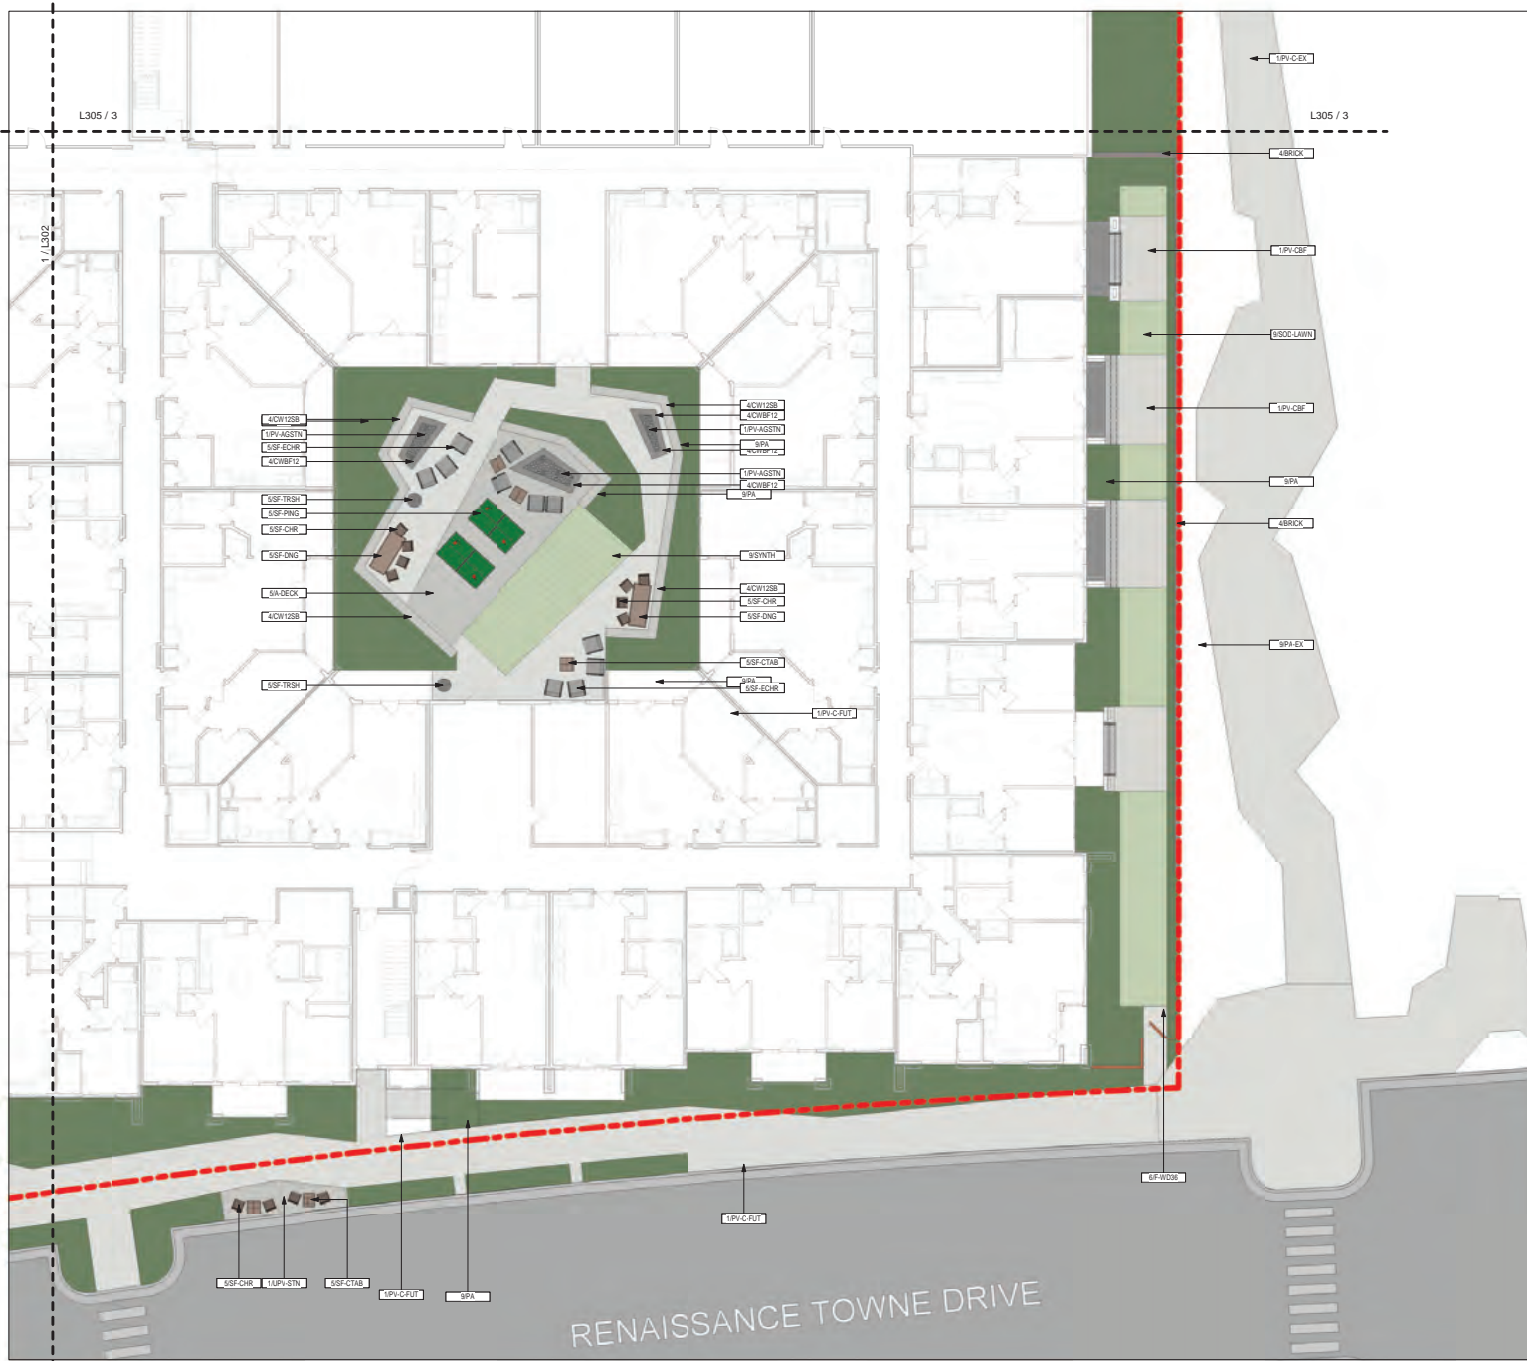 1/PV-C-EX
L305 / 3
L305 / 3
4/BRICK
1 / L302
1/PV-CBF
9/SOD-LAWN
1/PV-CBF
9/PA
4/BRICK
9/PA-EX
4/CW12SB
1/PV-AGSTN
5/SF-ECHR
4/CWBF12
5/SF-TRSH
5/SF-PING
5/SF-CHR
5/SF-DNG
5/A-DECK
4/CW12SB
5/SF-TRSH
4/CW12SB
4/CWBF12
1/PV-AGSTN
9/PA
4/CWBF12
1/PV-AGSTN
4/CWBF12
9/PA
9/SYNTH
4/CW12SB
5/SF-CHR
5/SF-DNG
5/SF-CTAB
9/PA
5/SF-ECHR
1/PV-C-FUT
6/F-WD36
1/PV-C-FUT
5/SF-CHR
1/UPV-STN
5/SF-CTAB
1/PV-C-FUT
9/PA
RENAISSANCE TOWNE DRIVE